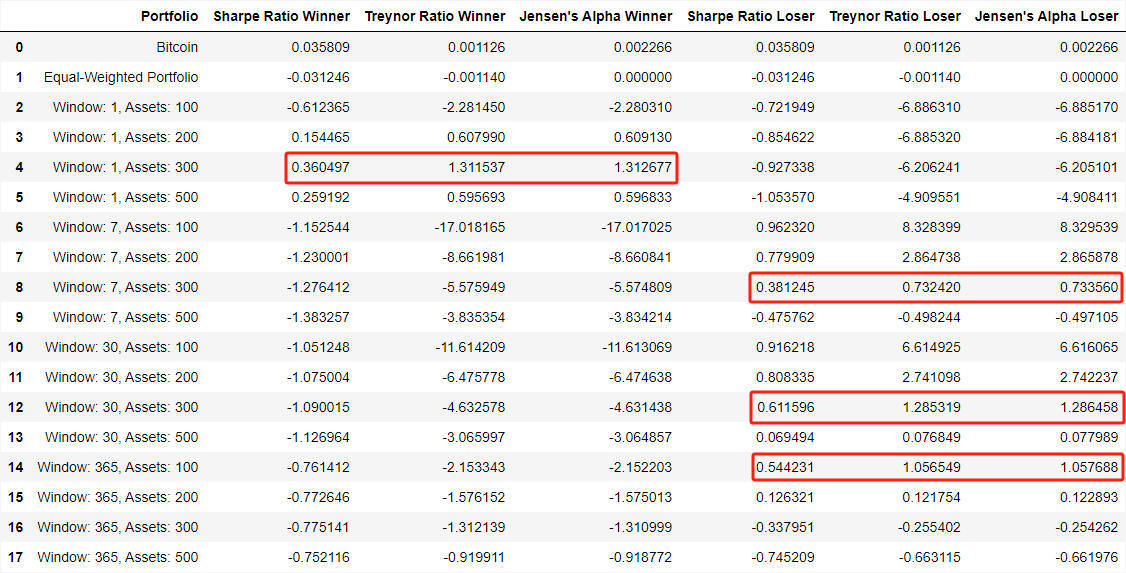 Portfolio Sharpe Ratio Winner Treynor Ratio Winner Jensen's Alpha Winner Sharpe Ratio Loser Treynor Ratio Loser Jensen's Alpha Loser
0 Bitcoin 0.035809 0.001126 0.002266 0.035809 0.001126 0.002266
1 Equal-Weighted Portfolio -0.031246 -0.001140 0.000000 -0.031246 -0.001140 0.000000
2 Window: 1, Assets: 100 -0.612365 -2.281450 -2.280310 -0.721949 -6.886310 -6.885170
3 Window: 1, Assets: 200 0.154465 0.607990 0.609130 -0.854622 -6.885320 -6.884181
4 Window: 1, Assets: 300 0.360497 1.311537 1.312677 -0.927338 -6.206241 -6.205101
5 Window: 1, Assets: 500 0.259192 0.595693 0.596833 -1.053570 -4.909551 -4.908411
6 Window: 7, Assets: 100 -1.152544 -17.018165 -17.017025 0.962320 8.328399 8.329539
7 Window: 7, Assets: 200 -1.230001 -8.661981 -8.660841 0.779909 2.864738 2.865878
8 Window: 7, Assets: 300 -1.276412 -5.575949 -5.574809 0.381245 0.732420 0.733560
9 Window: 7, Assets: 500 -1.383257 -3.835354 -3.834214 -0.475762 -0.498244 -0.497105
10 Window: 30, Assets: 100 -1.051248 -11.614209 -11.613069 0.916218 6.614925 6.616065
11 Window: 30, Assets: 200 -1.075004 -6.475778 -6.474638 0.808335 2.741098 2.742237
12 Window: 30, Assets: 300 -1.090015 -4.632578 -4.631438 0.611596 1.285319 1.286458
13 Window: 30, Assets: 500 -1.126964 -3.065997 -3.064857 0.069494 0.076849 0.077989
14 Window: 365, Assets: 100 -0.761412 -2.153343 -2.152203 0.544231 1.056549 1.057688
15 Window: 365, Assets: 200 -0.772646 -1.576152 -1.575013 0.126321 0.121754 0.122893
16 Window: 365, Assets: 300 -0.775141 -1.312139 -1.310999 -0.337951 -0.255402 -0.254262
17 Window: 365, Assets: 500 -0.752116 -0.919911 -0.918772 -0.745209 -0.663115 -0.661976